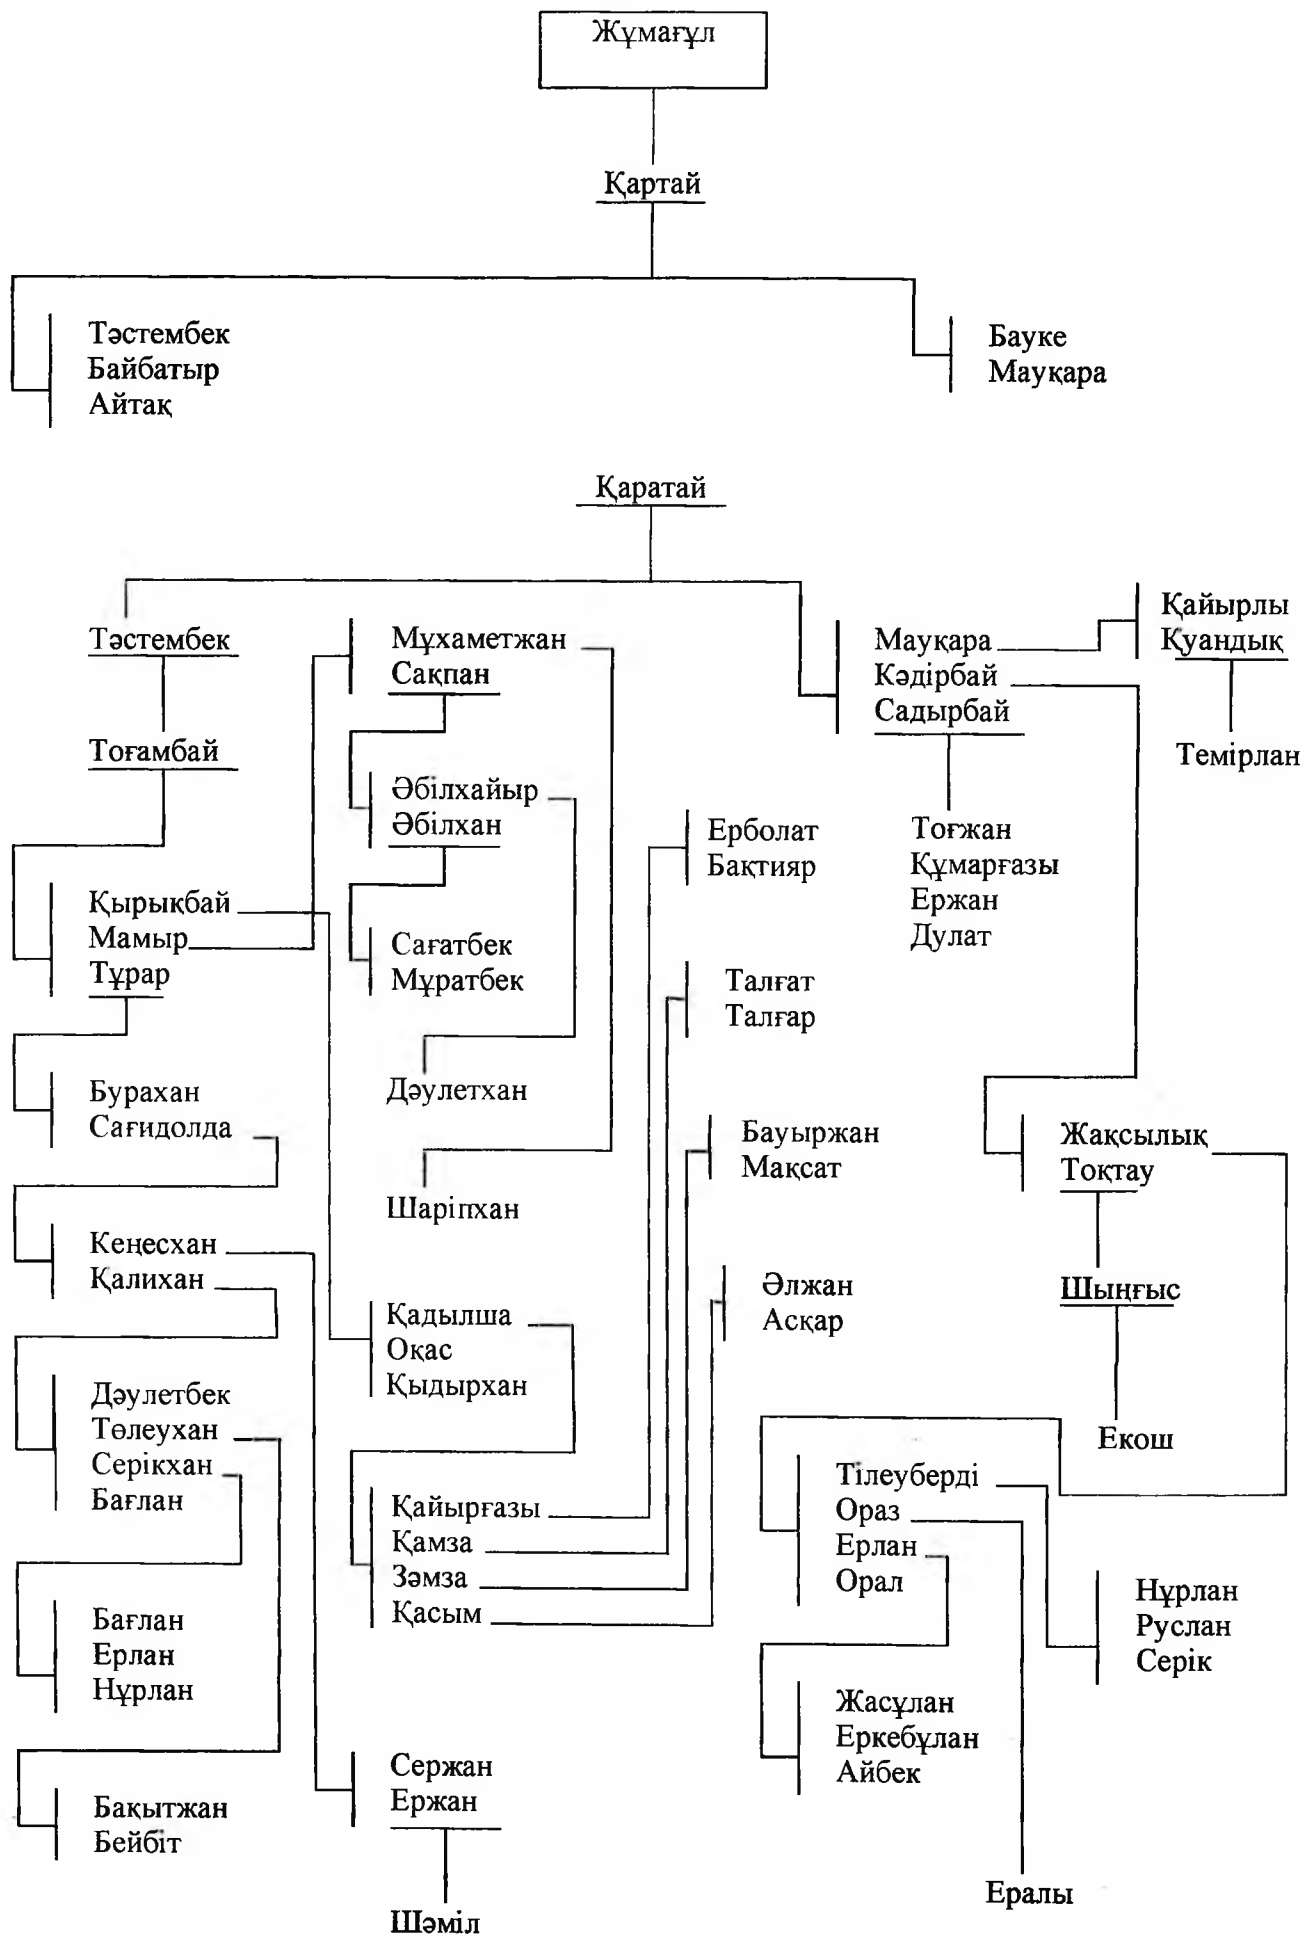 Жұмағұл
Қартай
Тәстембек
Байбатыр
Айтақ
Бауке
Мауқара
Қаратай
Тәстембек
Тоғамбай
Қырықбай
Мамыр
Тұрар
Бурахан
Сағидолда
Кеңесхан
Қалихан
Дәулетбек
Төлеухан
Серікхан
Бағлан
Бағлан
Ерлан
Нұрлан
Бақытжан
Бейбіт
Мұхаметжан
Сақпан
Әбілхайыр
Әбілхан
Сағатбек
Мұратбек
Дәулетхан
Шаріпхан
Қадылша
Оқас
Қыдырхан
Қайырғазы
Қамза
Зәмза
Қасым
Сержан
Ержан
Шәміл
Ерболат
Бақтияр
Талғат
Талғар
Бауыржан
Мақсат
Әлжан
Асқар
Мауқара
Кәдірбай
Садырбай
Қайырлы
Қуандық
Темірлан
Тоғжан
Құмарғазы
Ержан
Дулат
Жақсылық
Тоқтау
Шыңғыс
Екош
Тілеуберді
Ораз
Ерлан
Орал
Нұрлан
Руслан
Серік
Жасұлан
Еркебұлан
Айбек
Ералы